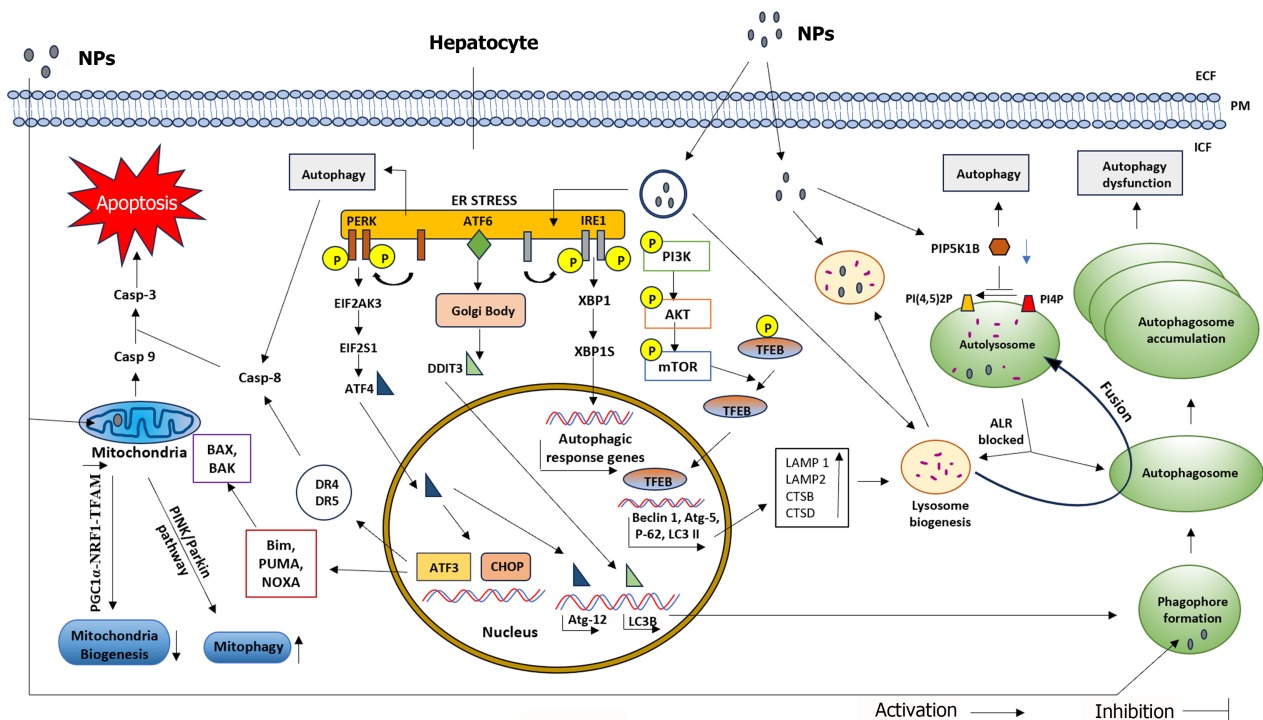 NPs
Hepatocyte
NPs
ECF
PM
ICF
Apoptosis
Autophagy
ER STRESS
PERK
ATF6
IRE1
P
P
P
P
Autophagy
Autophagy
dysfunction
PIP5K1B
PI(4,5)2P
PI4P
Autolysosome
Autophagosome
accumulation
P
PI3K
P
AKT
P
mTOR
P
TFEB
TFEB
Casp-3
Casp 9
Casp-8
EIF2AK3
EIF2S1
ATF4
Golgi Body
DDIT3
XBP1
XBP1S
Mitochondria
BAX,
BAK
DR4
DR5
Bim,
PUMA,
NOXA
PGC1α-NRF1-TFAM
PINK/Parkin
pathway
Mitochondria
Biogenesis
Mitophagy
Autophagic
response genes
TFEB
Beclin 1, Atg-5,
P-62, LC3 II
ATF3
CHOP
Atg-12
LC3B
Nucleus
LAMP 1
LAMP2
CTSB
CTSD
Lysosome
biogenesis
ALR
blocked
Fusion
Autophagosome
Phagophore
formation
Activation
Inhibition